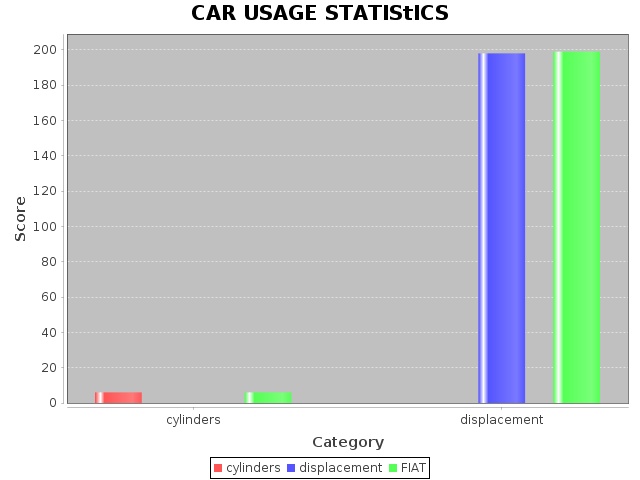 CAR USAGE STATIStICS
200
180
160
140
120
100
80
60
40
20
0
Score
cylinders displacement
Category
cylinders displacement FIAT